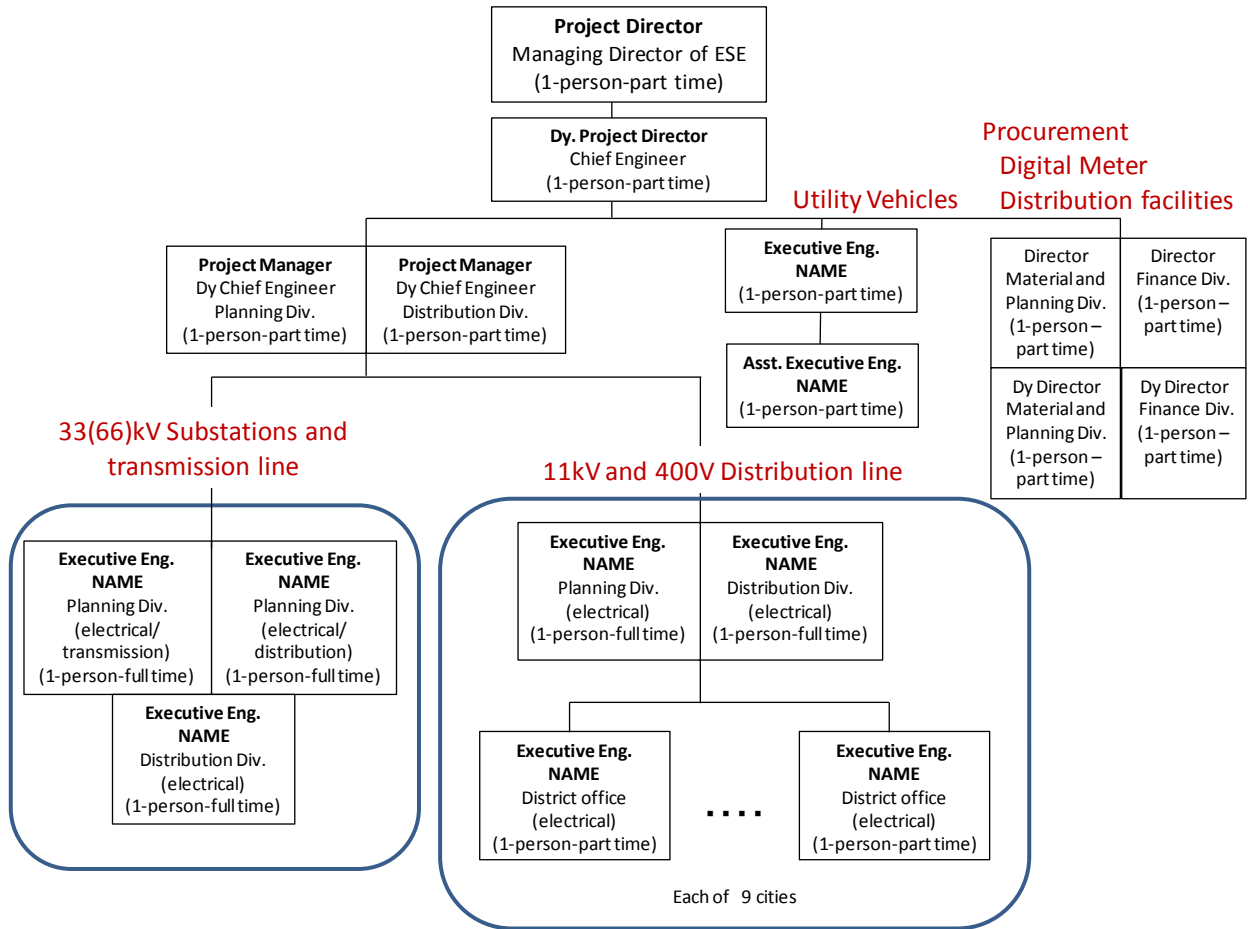 Project Director
Managing Director of ESE
(1-person-part time)
Dy. Project Director
Chief Engineer
(1-person-part time)
Procurement
Digital Meter
Distribution facilities
Utility Vehicles
Project Manager
Dy Chief Engineer
Planning Div.
(1-person-part time)
Project Manager
Dy Chief Engineer
Distribution Div.
(1-person-part time)
Executive Eng.
NAME
(1-person-part time)
Asst. Executive Eng.
NAME
(1-person-part time)
Director
Material and
Planning Div.
(1-person –
part time)
Director
Finance Div.
(1-person –
part time)
Dy Director
Material and
Planning Div.
(1-person –
part time)
Dy Director
Finance Div.
(1-person –
part time)
33(66)kV Substations and
transmission line
11kV and 400V Distribution line
Executive Eng.
NAME
Planning Div.
(electrical/
transmission)
(1-person-full time)
Executive Eng.
NAME
Planning Div.
(electrical/
distribution)
(1-person-full time)
Executive Eng.
NAME
Distribution Div.
(electrical)
(1-person-full time)
Executive Eng.
NAME
Planning Div.
(electrical)
(1-person-full time)
Executive Eng.
NAME
Distribution Div.
(electrical)
(1-person-full time)
Executive Eng.
NAME
District office
(electrical)
(1-person-part time)
....
Executive Eng.
NAME
District office
(electrical)
(1-person-part time)
Each of 9 cities